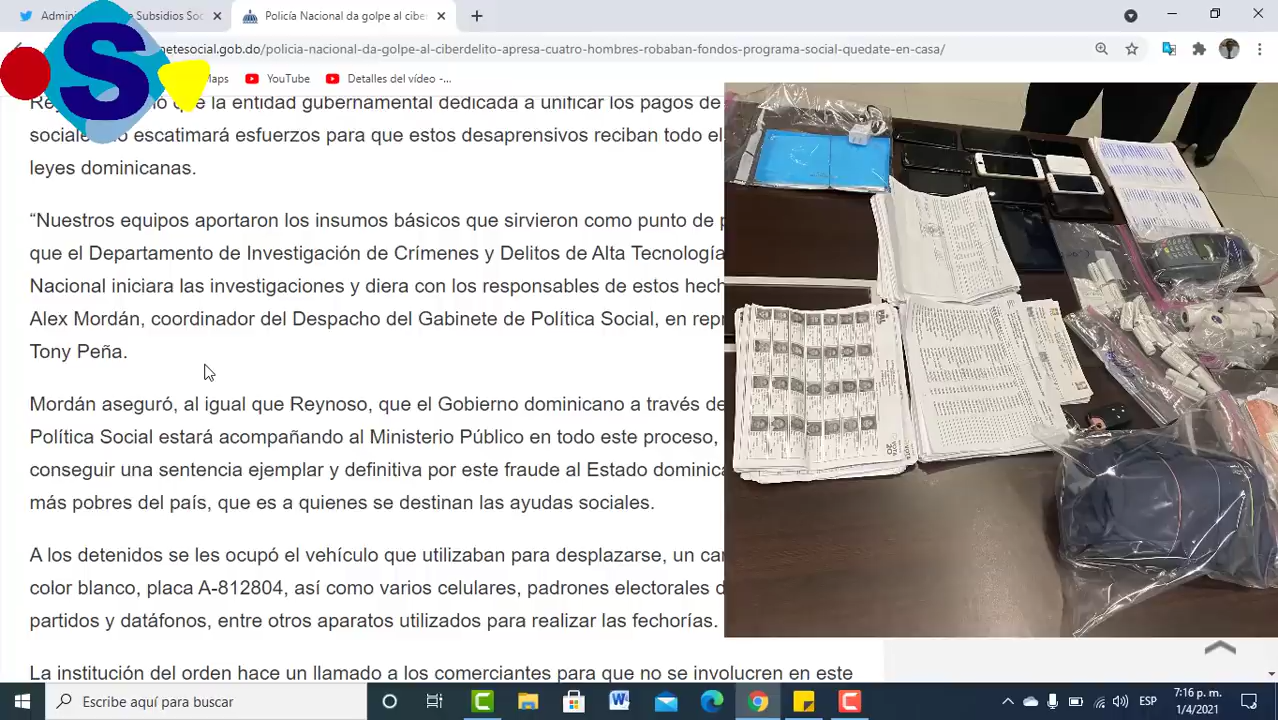 Admini
e Subsidios So
Policía Nacional da golpe al ciber
netesocial.gob.do/policia-nacional-da-golpe-al-ciberdelito-apresa-cuatro-hombres-robaban-fondos-programa-social-quedate-en-casa/
S
Maps
YouTube
Detalles del vídeo -...
que la entidad gubernamental dedicada a unificar los pagos de
sociale o escatimará esfuerzos para que estos desaprensivos reciban todo el
leyes dominicanas.
“Nuestros equipos aportaron los insumos básicos que sirvieron como punto de p
que el Departamento de Investigación de Crímenes y Delitos de Alta Tecnología
Nacional iniciara las investigaciones y diera con los responsables de estos hech
Alex Mordán, coordinador del Despacho del Gabinete de Política Social, en repr
Tony Peña.
Mordán aseguró, al igual que Reynoso, que el Gobierno dominicano a través de
Política Social estará acompañando al Ministerio Público en todo este proceso,
conseguir una sentencia ejemplar y definitiva por este fraude al Estado dominica
más pobres del país, que es a quienes se destinan las ayudas sociales.
A los detenidos se les ocupó el vehículo que utilizaban para desplazarse, un car
color blanco, placa A-812804, así como varios celulares, padrones electorales d
partidos y datáfonos, entre otros aparatos utilizados para realizar las fechorías.
La institución del orden hace un llamado a los comerciantes para que no se involucren en este
Escribe aquí para buscar
ESP
7:16 p. m.
1/4/2021